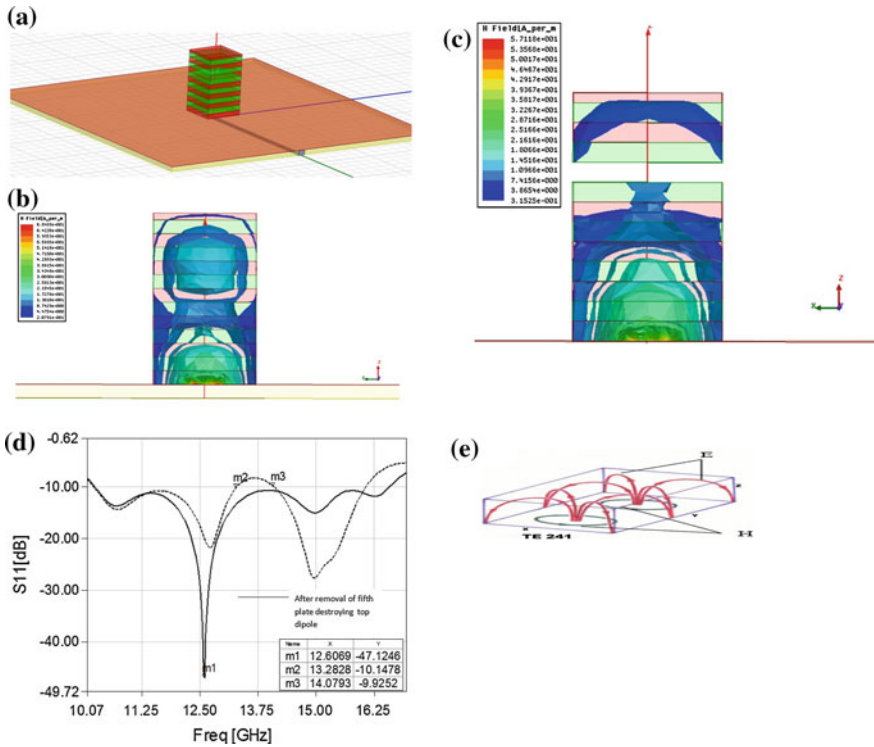 (a)
(c)
H Field[A_per_m
5.7118e+001
5.3568e+001
5.0017e+001
4.6467e+001
4.2917e+001
3.9367e+001
3.5817e+001
3.2267e+001
2.8716e+001
2.5166e+001
2.1616e+001
1.8066e+001
1.4516e+001
1.0966e+001
7.4156e+000
3.8654e+000
3.1525e-001
Z
(b)
H Field[A_per_m
(d)
-0.62
-10.00
-20.00
-30.00
-40.00
-49.72
S11[dB]
m2
m3
m1
After removal of fifth
plate destroying top
dipole
Name X Y
m1 12.6069 -47.1246
m2 13.2828 -10.1478
m3 14.0793 -9.9252
10.07 11.25 12.50 13.75 15.00 16.25
Freq [GHz]
(e)
E
H
X
Y
Z
TE 241